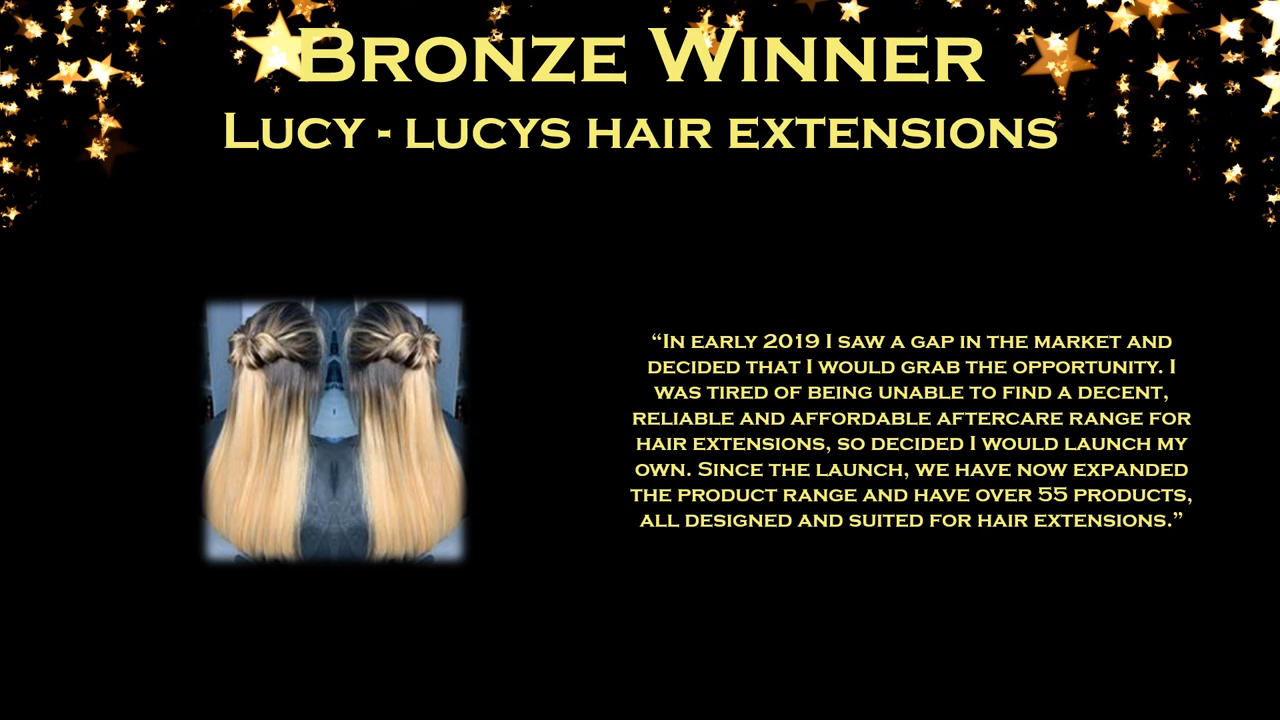 Bronze Winner
Lucy - lucys hair extensions
“In early 2019 I saw a gap in the market and
decided that I would grab the opportunity. I
was tired of being unable to find a decent,
reliable and affordable aftercare range for
hair extensions, so decided I would launch my
own. Since the launch, we have now expanded
the product range and have over 55 products,
all designed and suited for hair extensions.”